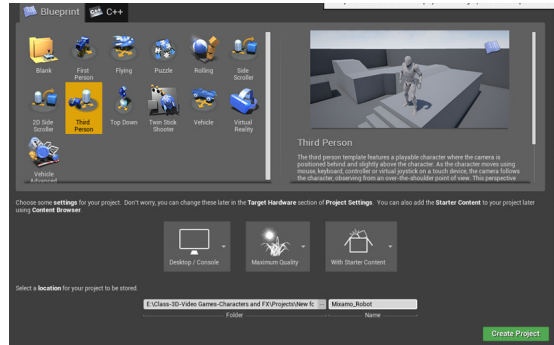 Blueprint
C++
Blank
First Person
Flying
Puzzle
Rolling
Side Scroller
2D Side Scroller
Third Person
Top Down
Twin Stick Shooter
Vehicle
Virtual Reality
Vehicle Advanced
Third Person
The third person template features a playable character where the camera is
positioned behind and slightly above the character. As the character moves using
mouse, keyboard, controller or virtual joystick on a touch device, the camera follows
the character, observing from an over-the-shoulder point of view. This perspective
Choose some settings for your project. Don't worry, you can change these later in the Target Hardware section of Project Settings. You can also add the Starter Content to your project later
using Content Browser.
Desktop / Console
Maximum Quality
With Starter Content
Select a location for your project to be stored.
E:\Class-3D-Video Games-Characters and FX\Projects\New fc
...
Mixamo_Robot
Folder
Name
Create Project